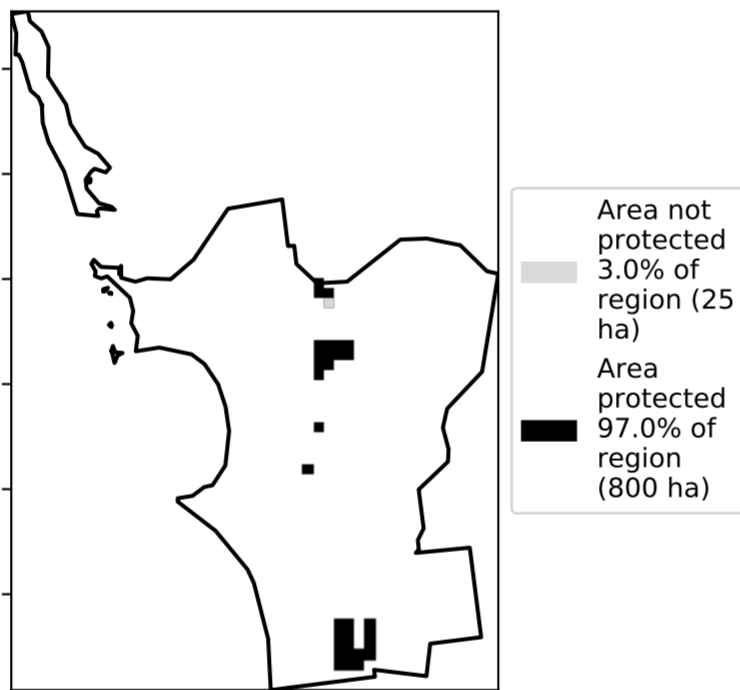 Area not
protected
3.0% of
region (25
ha)
Area
protected
97.0% of
region
(800 ha)